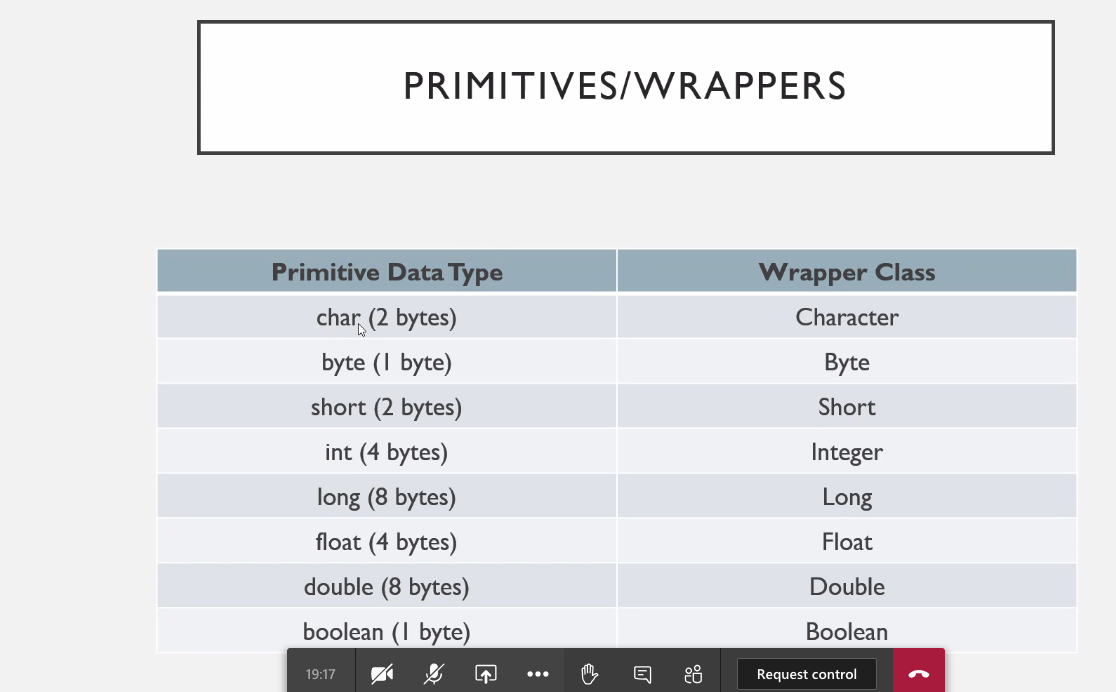 PRIMITIVES/WRAPPERS
Primitive Data Type Wrapper Class
char (2 bytes) Character
byte (1 byte) Byte
short (2 bytes) Short
int (4 bytes) Integer
long (8 bytes) Long
float (4 bytes) Float
double (8 bytes) Double
boolean (1 byte) Boolean
19:17 Request control